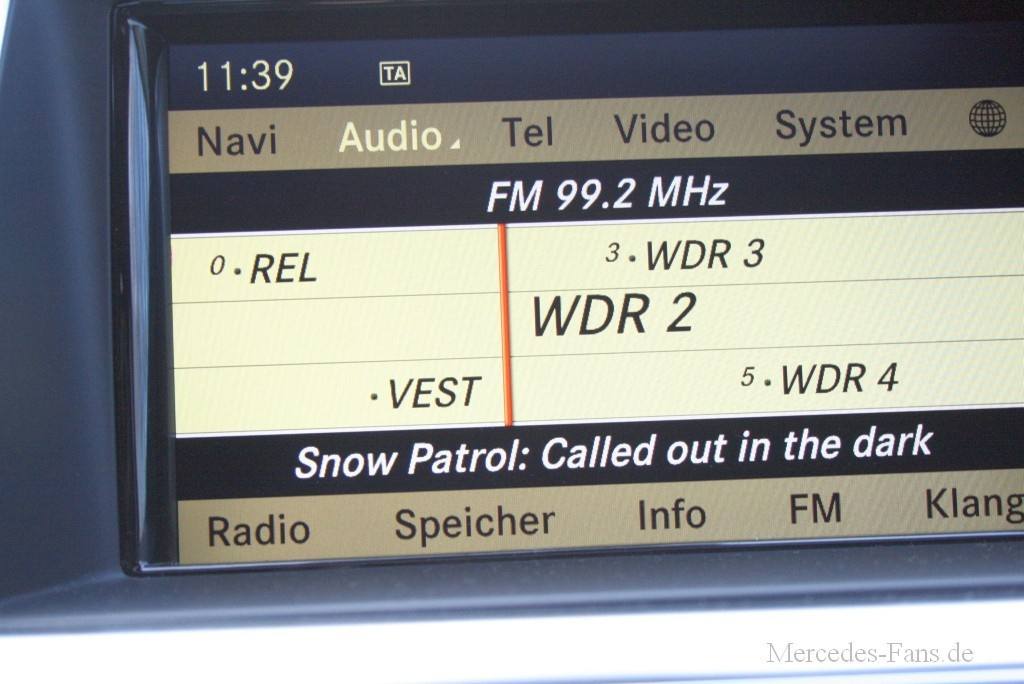 11:39 TA
Navi Audio Tel Video System
FM 99.2 MHz
0 · REL 3 · WDR 3
WDR 2
· VEST 5 · WDR 4
Snow Patrol: Called out in the dark
Radio Speicher Info FM Klang
Mercedes-Fans.de